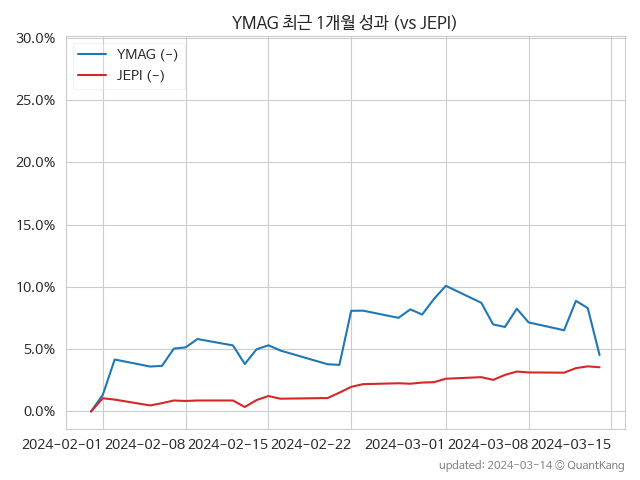 YMAG 최근 1개월 성과 (vs JEPI)
YMAG (-)
JEPI (-)
30.0%
25.0%
20.0%
15.0%
10.0%
5.0%
0.0%
2024-02-01 2024-02-08 2024-02-15 2024-02-22 2024-03-01 2024-03-08 2024-03-15
updated: 2024-03-14 © QuantKang